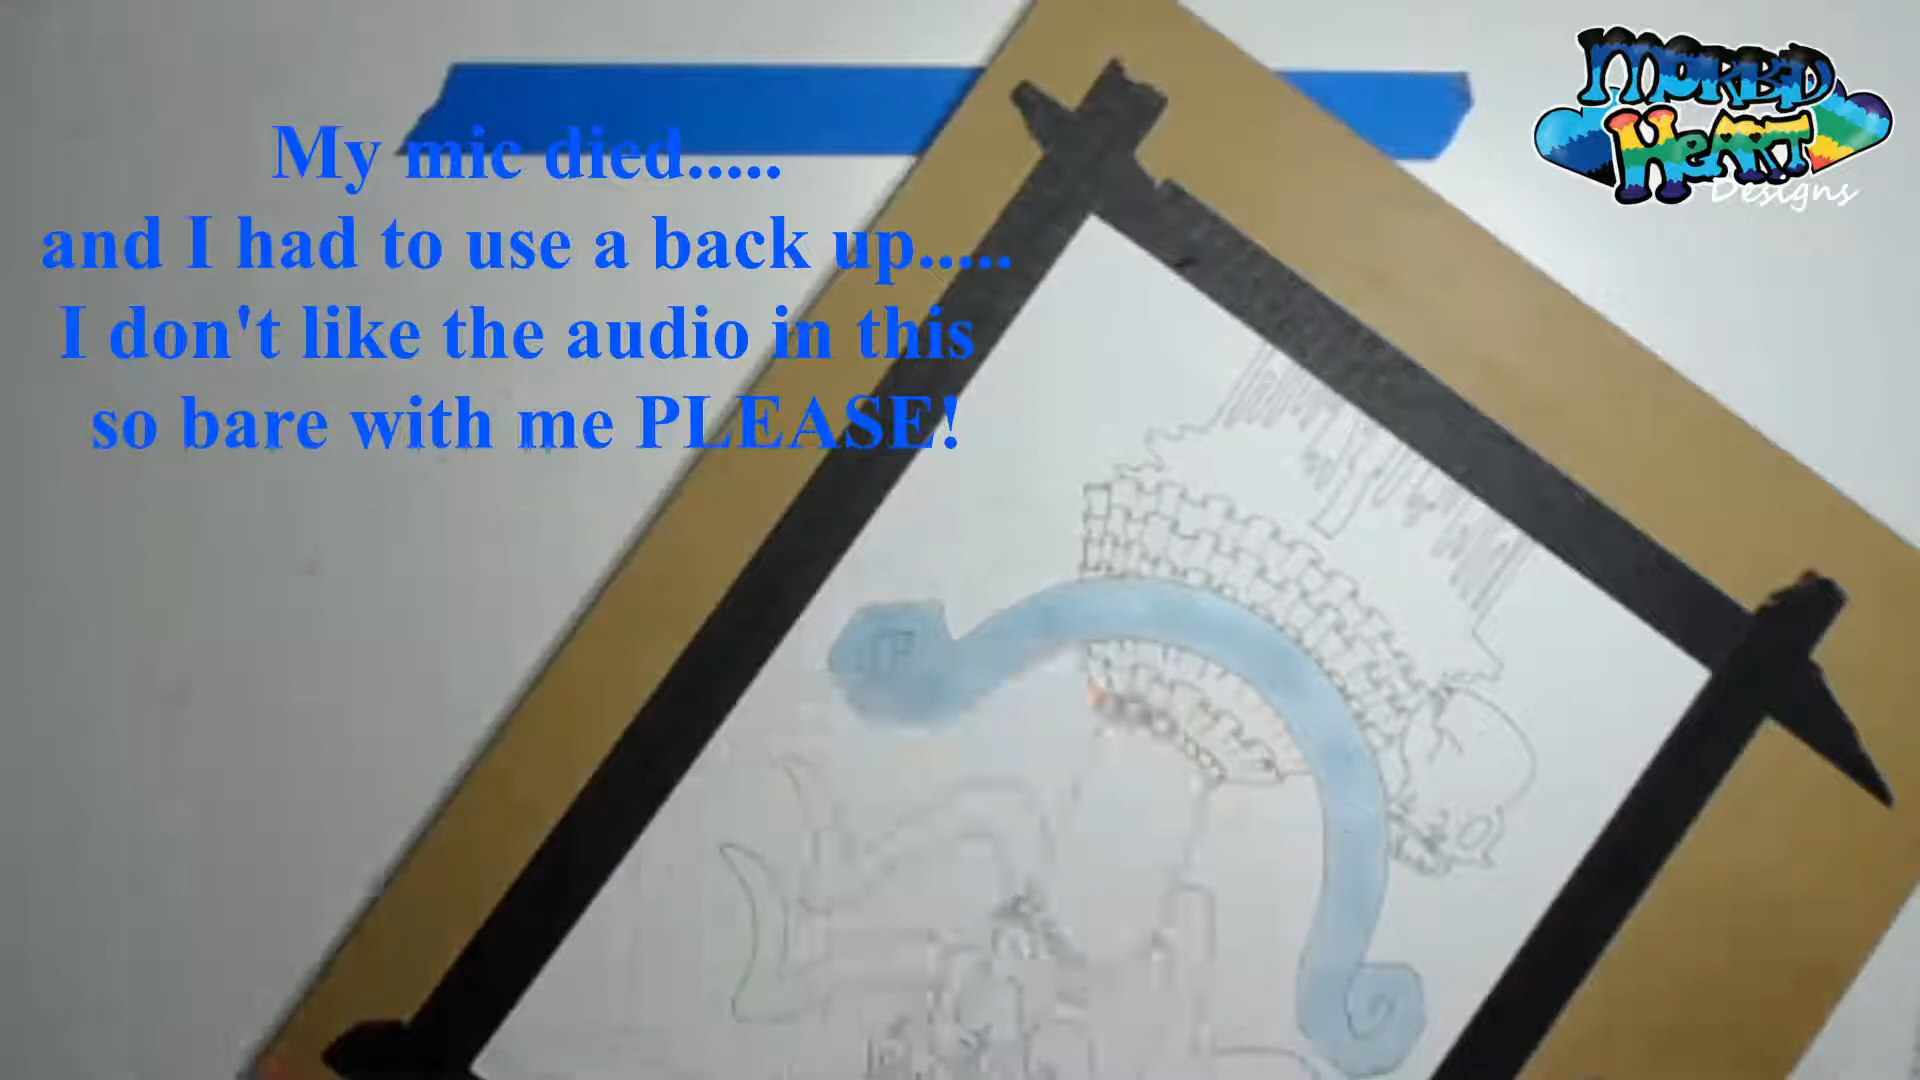 My mic died.....
and I had to use a back up.....
I don't like the audio in this
so bare with me PLEASE!
MORBID
HeART
Designs